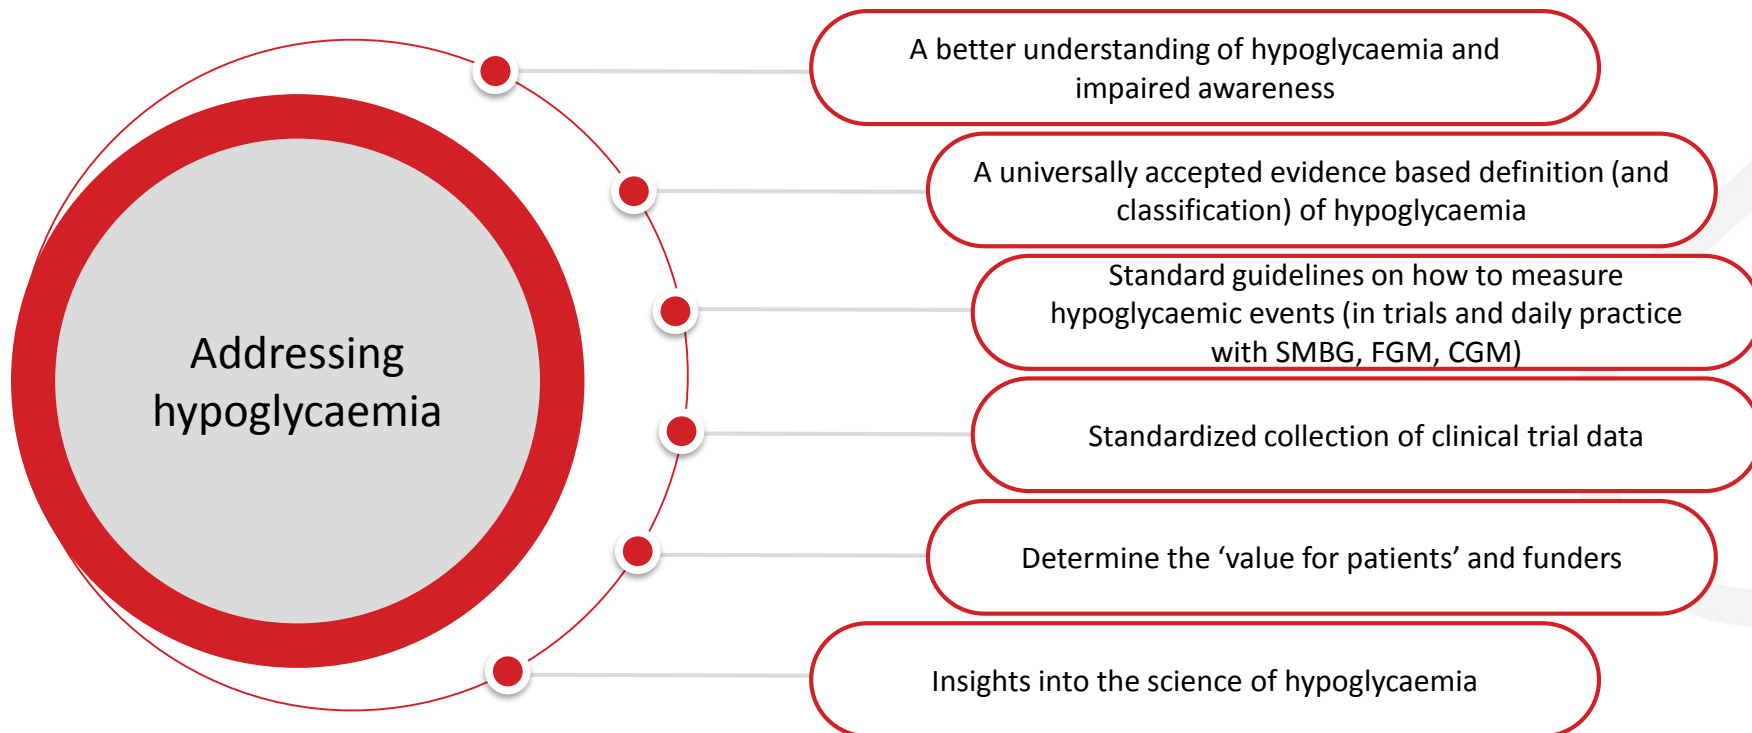 Addressing
hypoglycaemia
A better understanding of hypoglycaemia and
impaired awareness
A universally accepted evidence based definition (and
classification) of hypoglycaemia
Standard guidelines on how to measure
hypoglycaemic events (in trials and daily practice
with SMBG, FGM, CGM)
Standardized collection of clinical trial data
Determine the ‘value for patients’ and funders
Insights into the science of hypoglycaemia